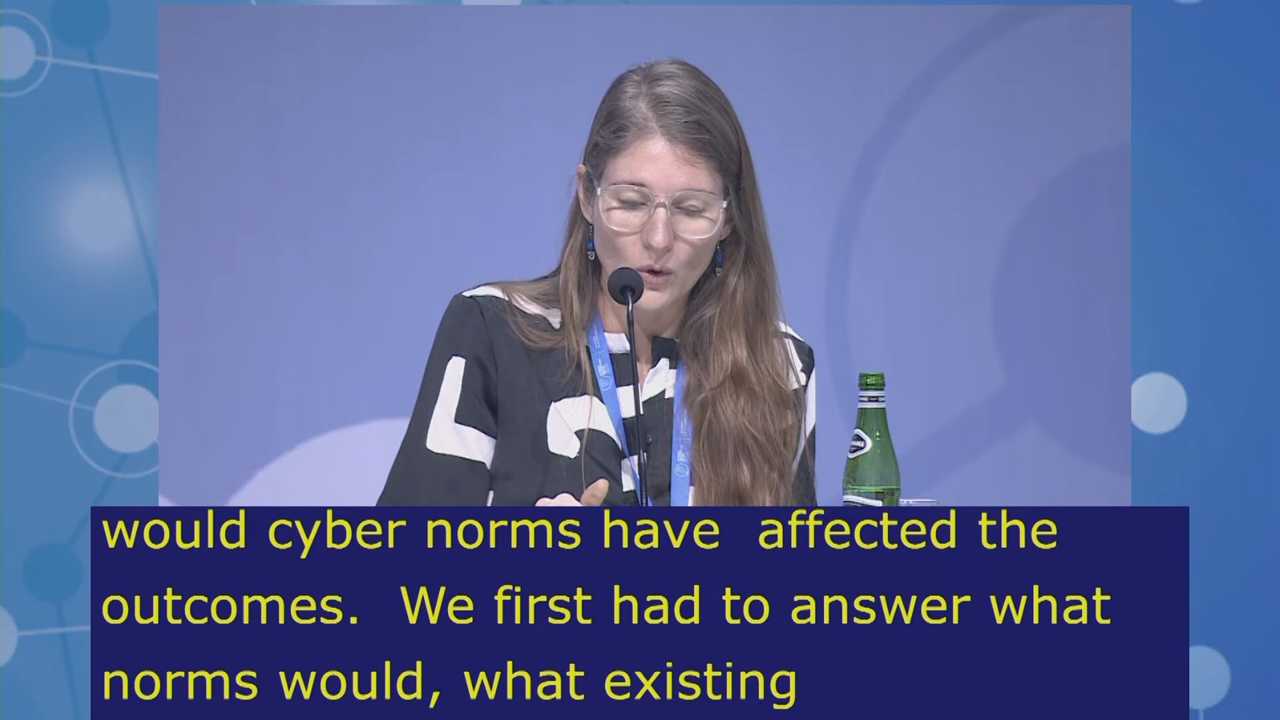 would cyber norms have  affected the
outcomes.  We first had to answer what
norms would, what existing